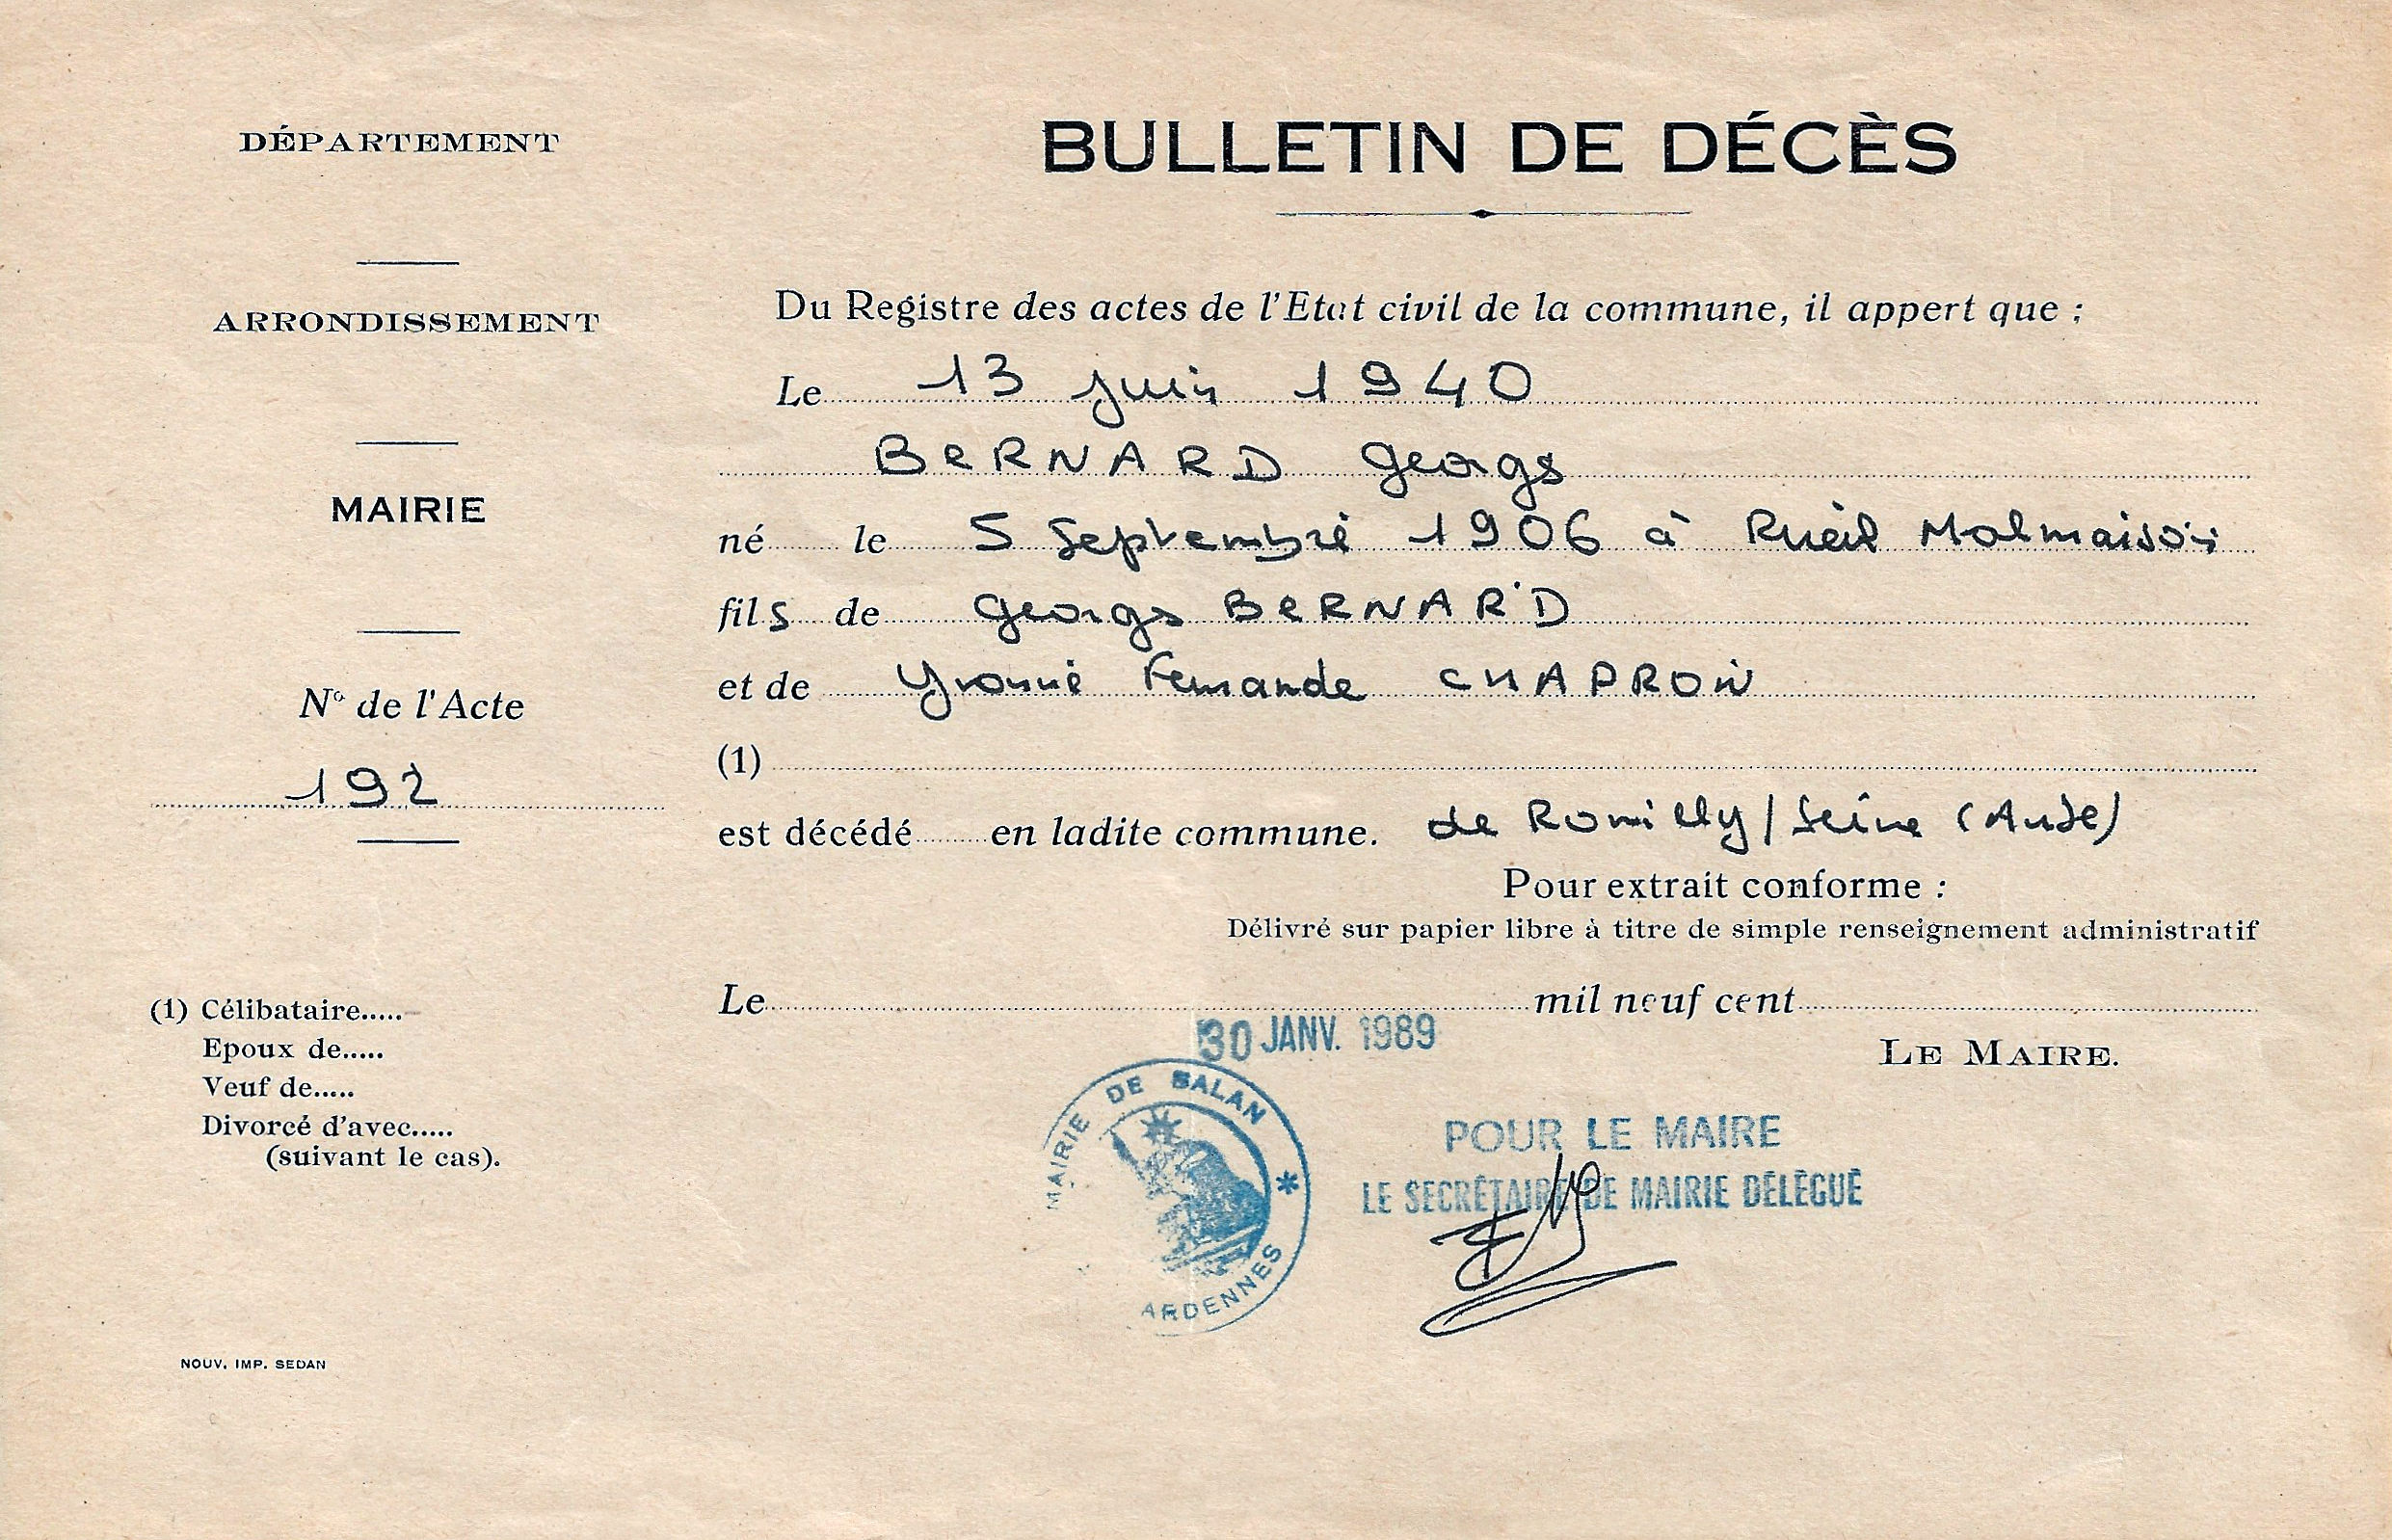 DÉPARTEMENT
ARRONDISSEMENT
MAIRIE
N° de l'Acte
192
(1) Célibataire.....
Epoux de.....
Veuf de.....
Divorcé d'avec.....
(suivant le cas).
NOUV. IMP. SEDAN
BULLETIN DE DÉCÈS
Du Registre des actes de l'Etat civil de la commune, il appert que ;
Le 13 juin 1940
BERNARD Georgs
né le 5 Septembre 1906 à Rueil Malmaison
fils de Georgs BERNARD
et de Yvonne Fernande CHAPRON
(1)
est décédé en ladite commune. de Romilly / Seine (Aube)
Pour extrait conforme :
Délivré sur papier libre à titre de simple renseignement administratif
Le mil neuf cent
30 JANV. 1989
LE MAIRE.
MAIRIE DE BALAN
* ARDENNES
POUR LE MAIRE
LE SECRÉTAIRE DE MAIRIE DÉLÉGUÉ